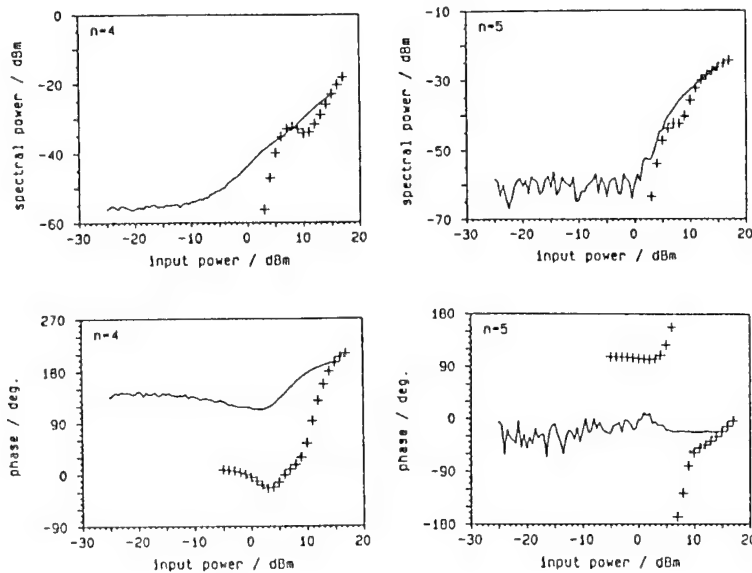 n=4
0
-20
-40
-60
spectral power / dBm
-30 -20 -10 0 10 20
input power / dBm
n=5
-10
-30
-50
-70
spectral power / dBm
-30 -20 -10 0 10 20
input power / dBm
n=4
270
180
90
0
-90
phase / deg.
-30 -20 -10 0 10 20
input power / dBm
n=5
180
90
0
-90
-180
phase / deg.
-30 -20 -10 0 10 20
input power / dBm